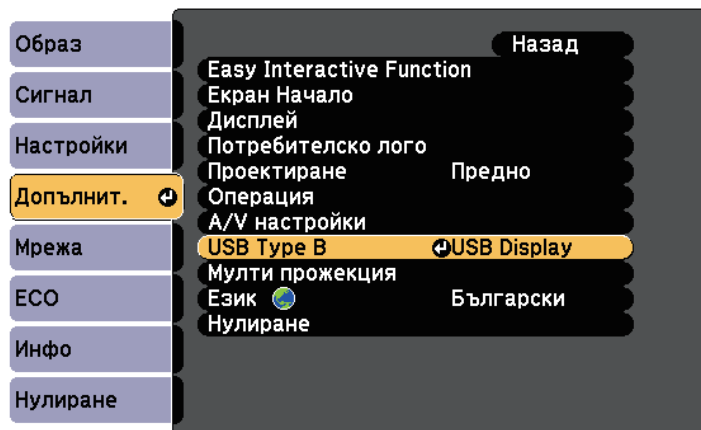 Образ
Сигнал
Настройки
Допълнит.
Мрежа
ECO
Инфо
Нулиране
Назад
Easy Interactive Function
Екран Начало
Дисплей
Потребителско лого
Проектиране Предно
Операция
A/V настройки
USB Type B USB Display
Мулти прожекция
Език Български
Нулиране